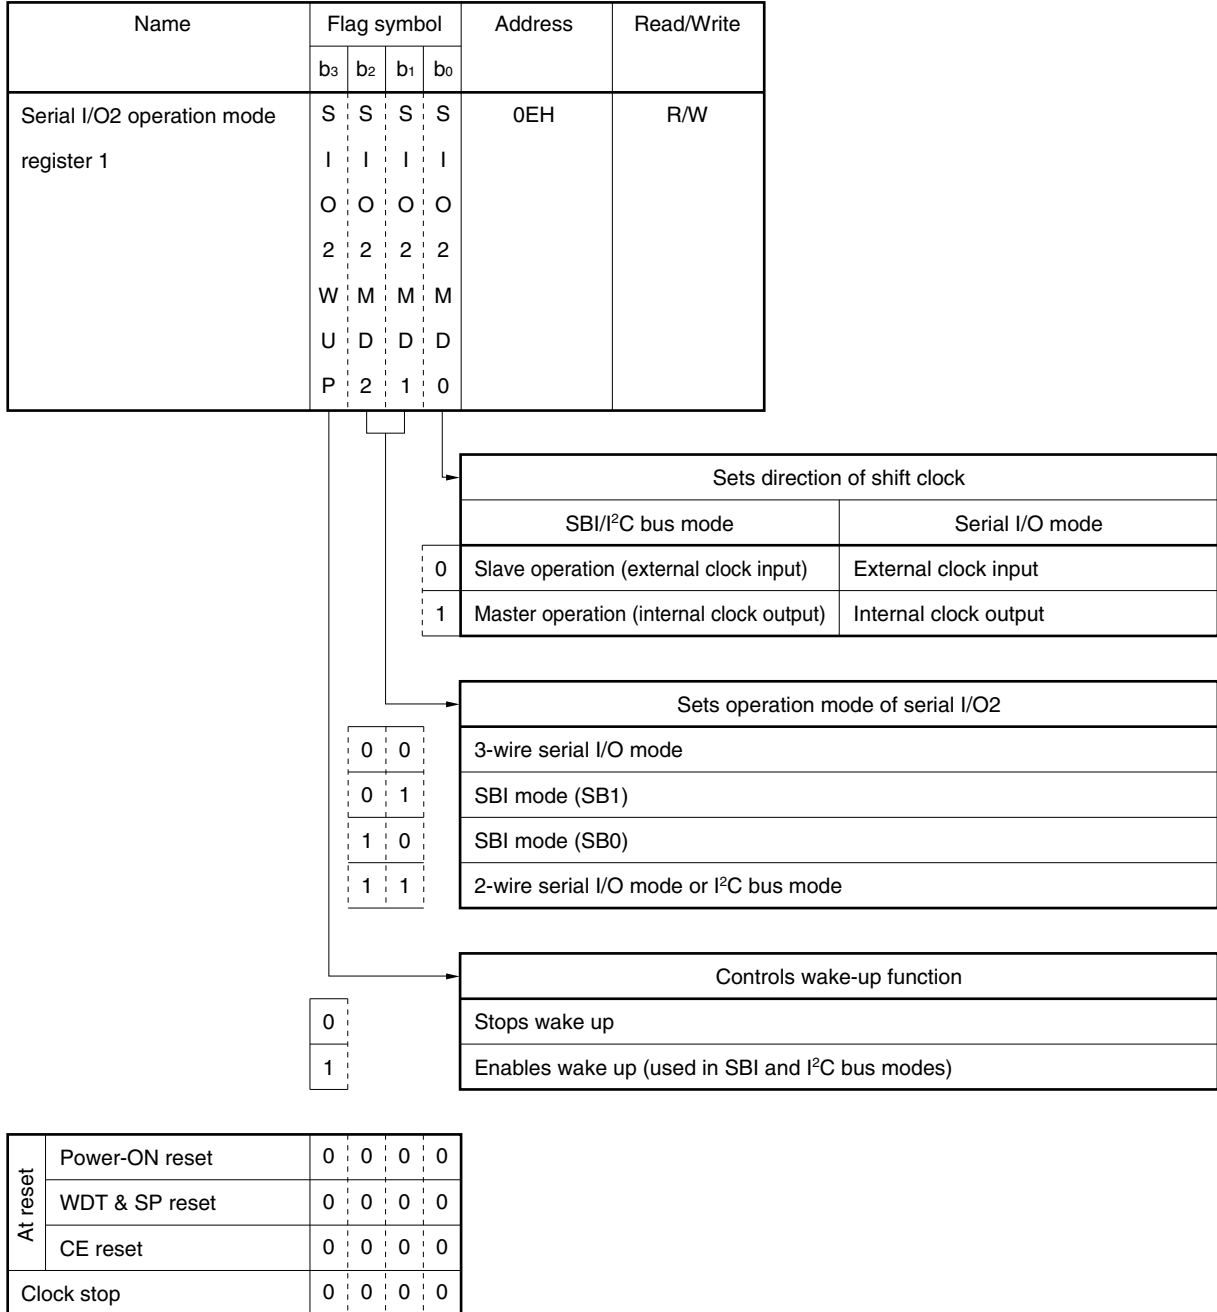 Name Flag symbol Address Read/Write
b3 b2 b1 b0
Serial I/O2 operation mode S S S S 0EH R/W
register 1 I I I I
O O O O
2 2 2 2
W M M M
U D D D
P 2 1 0
Sets direction of shift clock
SBI/I²C bus mode Serial I/O mode
0 Slave operation (external clock input) External clock input
1 Master operation (internal clock output) Internal clock output
Sets operation mode of serial I/O2
0 0 3-wire serial I/O mode
0 1 SBI mode (SB1)
1 0 SBI mode (SB0)
1 1 2-wire serial I/O mode or I²C bus mode
Controls wake-up function
0 Stops wake up
1 Enables wake up (used in SBI and I²C bus modes)
At reset
Power-ON reset 0 0 0 0
WDT & SP reset 0 0 0 0
CE reset 0 0 0 0
Clock stop 0 0 0 0